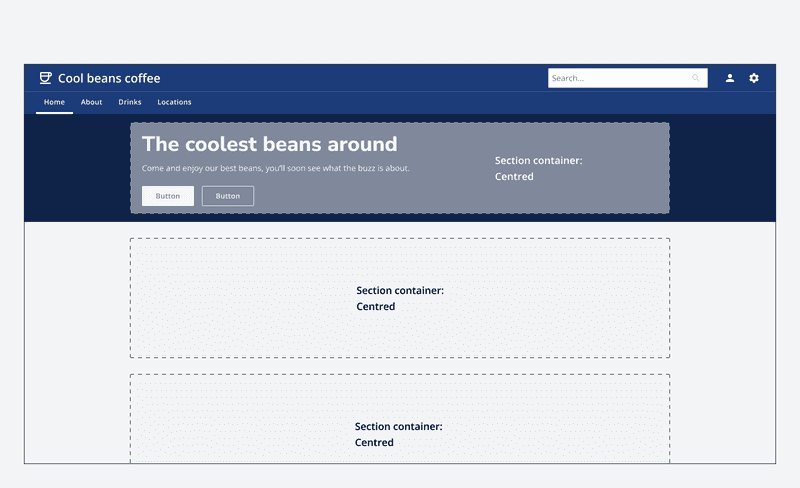 Cool beans coffee
Search...
Home About Drinks Locations
The coolest beans around
Come and enjoy our best beans, you'll soon see what the buzz is about.
Button Button
Section container:
Centred
Section container:
Centred
Section container:
Centred